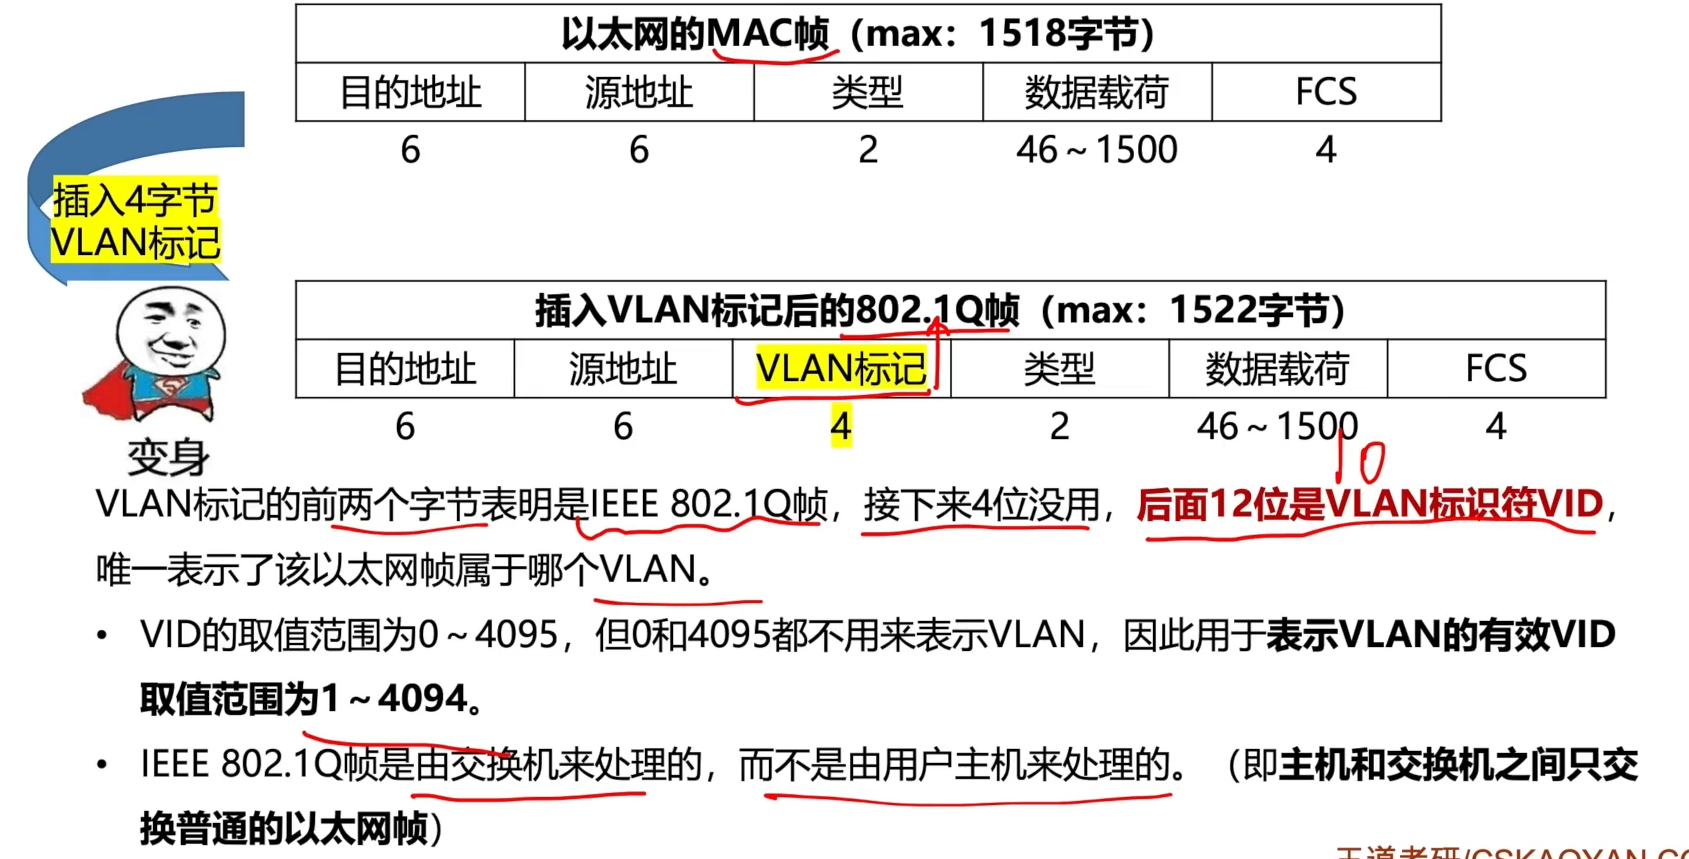 以太网的MAC帧（max：1518字节）
目的地址 源地址 类型 数据载荷 FCS
6 6 2 46～1500 4
插入4字节
VLAN标记
插入VLAN标记后的802.1Q帧（max：1522字节）
目的地址 源地址 VLAN标记 类型 数据载荷 FCS
6 6 4 2 46～1500 4
变身
10
VLAN标记的前两个字节表明是IEEE 802.1Q帧，接下来4位没用，后面12位是VLAN标识符VID，
唯一表示了该以太网帧属于哪个VLAN。
• VID的取值范围为0～4095，但0和4095都不用来表示VLAN，因此用于表示VLAN的有效VID
取值范围为1～4094。
• IEEE 802.1Q帧是由交换机来处理的，而不是由用户主机来处理的。（即主机和交换机之间只交
换普通的以太网帧）